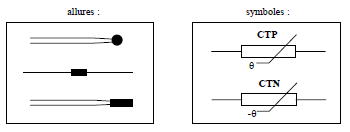 allures :
symboles :
CTP
θ
CTN
-θ